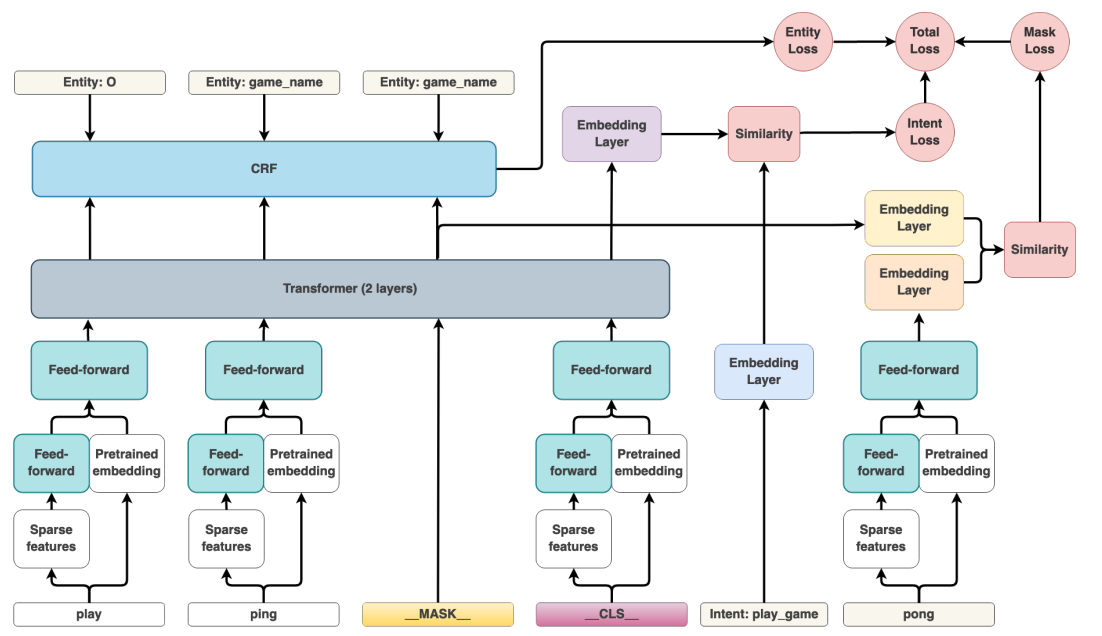 Entity Loss
Total Loss
Mask Loss
Entity: O
Entity: game_name
Entity: game_name
Embedding Layer
Similarity
Intent Loss
CRF
Embedding Layer
Similarity
Embedding Layer
Transformer (2 layers)
Feed-forward
Feed-forward
Feed-forward
Embedding Layer
Feed-forward
Feed-forward
Pretrained embedding
Feed-forward
Pretrained embedding
Feed-forward
Pretrained embedding
Feed-forward
Pretrained embedding
Sparse features
Sparse features
Sparse features
Sparse features
play
ping
__MASK__
__CLS__
Intent: play_game
pong